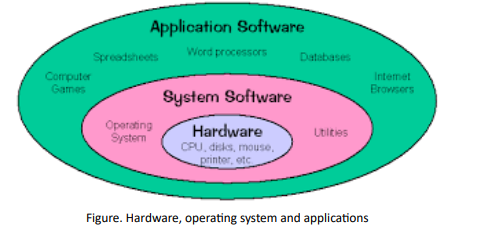 Application Software
Spreadsheets Word processors Databases
Computer
Games
Internet
Browsers
System Software
Operating
System
Utilities
Hardware
CPU, disks, mouse,
printer, etc
Figure. Hardware, operating system and applications